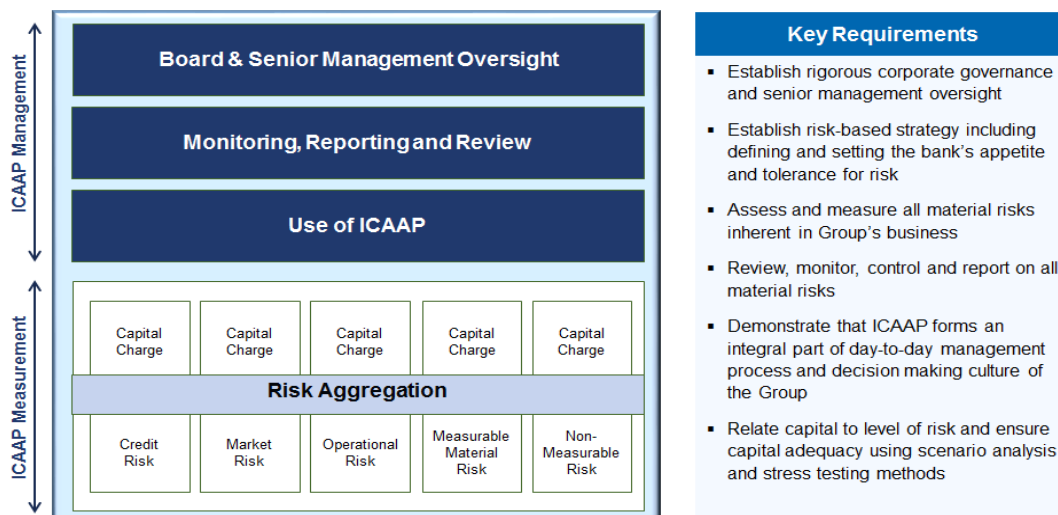 ICAAP Management
Board & Senior Management Oversight
Monitoring, Reporting and Review
Use of ICAAP
ICAAP Measurement
Capital
Charge
Capital
Charge
Capital
Charge
Capital
Charge
Capital
Charge
Risk Aggregation
Credit
Risk
Market
Risk
Operational
Risk
Measurable
Material
Risk
Non-
Measurable
Risk
Key Requirements
▪ Establish rigorous corporate governance
and senior management oversight
▪ Establish risk-based strategy including
defining and setting the bank's appetite
and tolerance for risk
▪ Assess and measure all material risks
inherent in Group's business
▪ Review, monitor, control and report on all
material risks
▪ Demonstrate that ICAAP forms an
integral part of day-to-day management
process and decision making culture of
the Group
▪ Relate capital to level of risk and ensure
capital adequacy using scenario analysis
and stress testing methods